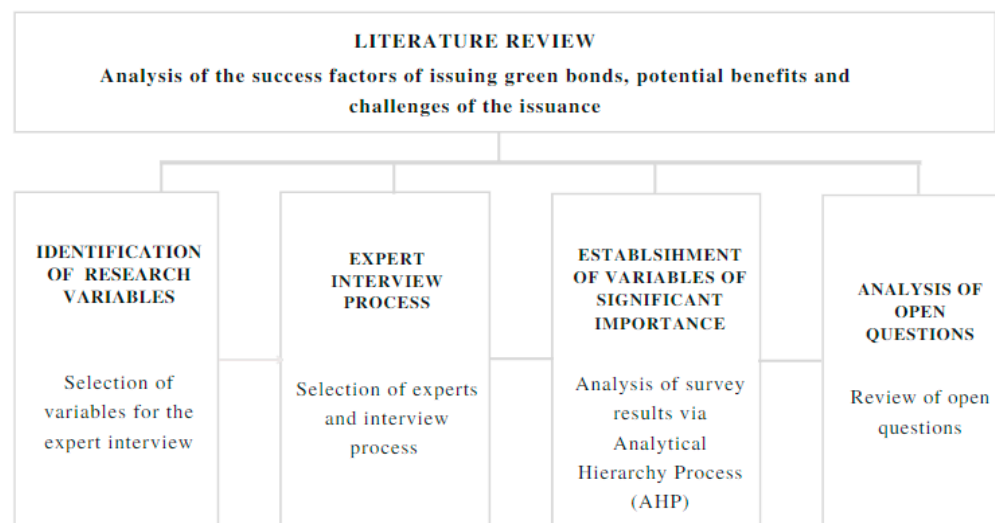 LITERATURE REVIEW
Analysis of the success factors of issuing green bonds, potential benefits and
challenges of the issuance
IDENTIFICATION
OF RESEARCH
VARIABLES
Selection of
variables for the
expert interview
EXPERT
INTERVIEW
PROCESS
Selection of experts
and interview
process
ESTABLSIHMENT
OF VARIABLES OF
SIGNIFICANT
IMPORTANCE
Analysis of survey
results via
Analytical
Hierarchy Process
(AHP)
ANALYSIS OF
OPEN
QUESTIONS
Review of open
questions